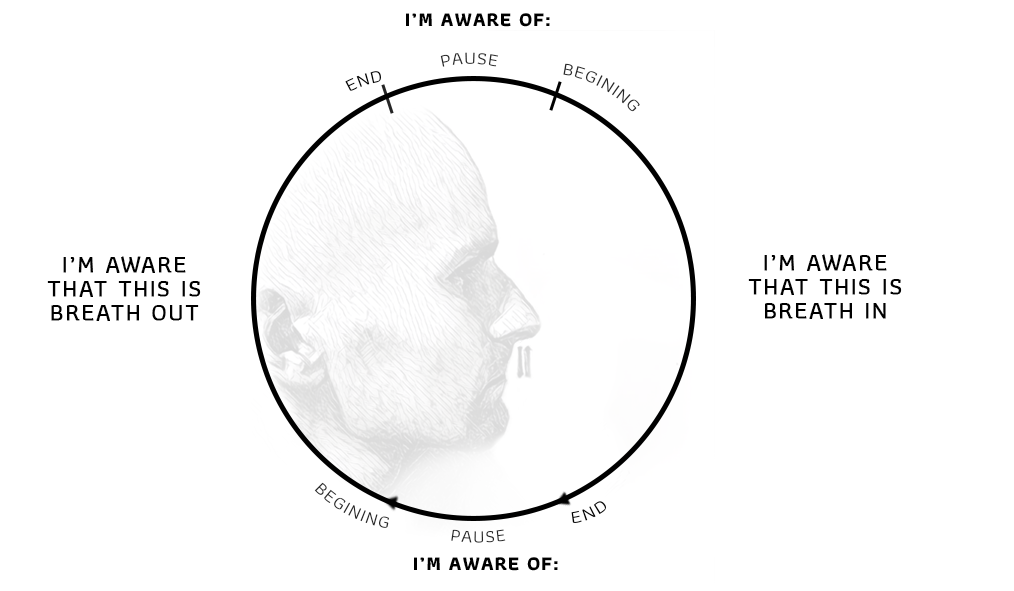 I'M AWARE OF:
END
PAUSE
BEGINING
I'M AWARE
THAT THIS IS
BREATH OUT
I'M AWARE
THAT THIS IS
BREATH IN
BEGINING
PAUSE
END
I'M AWARE OF: